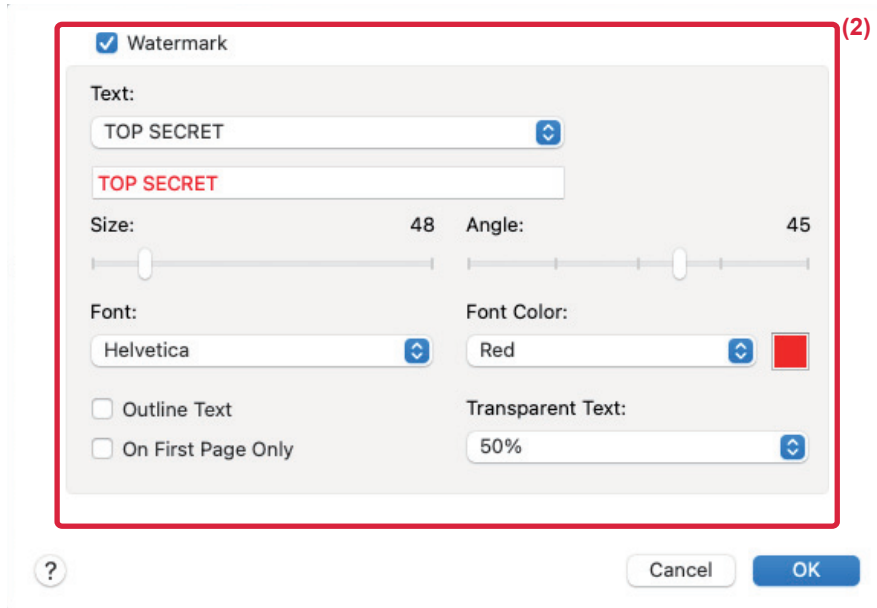 (2)
Watermark
Text:
TOP SECRET
TOP SECRET
Size: 48 Angle: 45
Font: Font Color:
Helvetica Red
Outline Text Transparent Text:
On First Page Only 50%
? Cancel OK